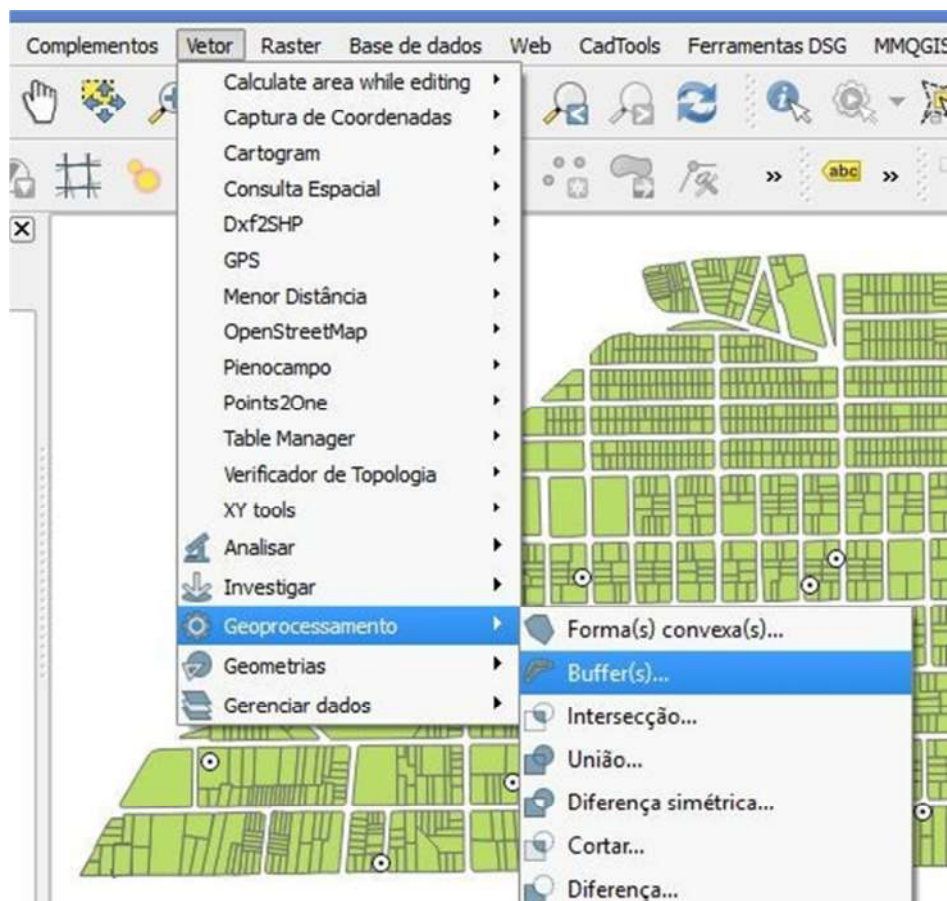 Complementos Vetor Raster Base de dados Web CadTools Ferramentas DSG MMQGIS
abc
Calculate area while editing
Captura de Coordenadas
Cartogram
Consulta Espacial
Dxf2SHP
GPS
Menor Distância
OpenStreetMap
Pienocampo
Points2One
Table Manager
Verificador de Topologia
XY tools
Analisar
Investigar
Geoprocessamento
Geometrias
Gerenciar dados
Forma(s) convexa(s)...
Buffer(s)...
Intersecção...
União...
Diferença simétrica...
Cortar...
Diferença...